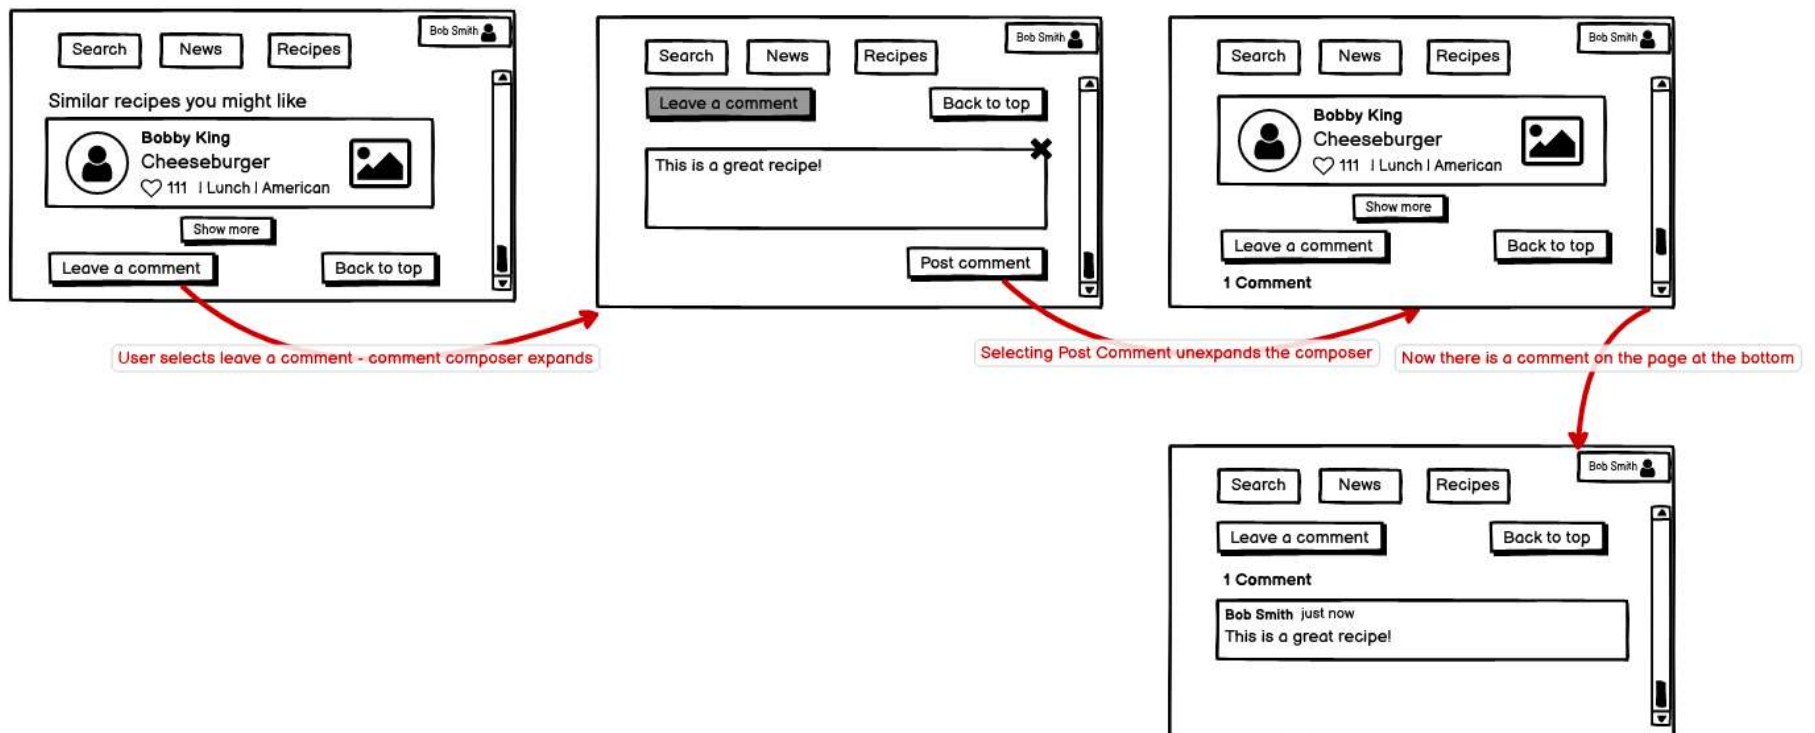 Bob Smith
Search News Recipes
Similar recipes you might like
Bobby King
Cheeseburger
111 | Lunch | American
Show more
Leave a comment Back to top
User selects leave a comment - comment composer expands
Bob Smith
Search News Recipes
Leave a comment Back to top
This is a great recipe!
Post comment
Selecting Post Comment unexpands the composer
Bob Smith
Search News Recipes
Bobby King
Cheeseburger
111 | Lunch | American
Show more
Leave a comment Back to top
1 Comment
Now there is a comment on the page at the bottom
Bob Smith
Search News Recipes
Leave a comment Back to top
1 Comment
Bob Smith just now
This is a great recipe!